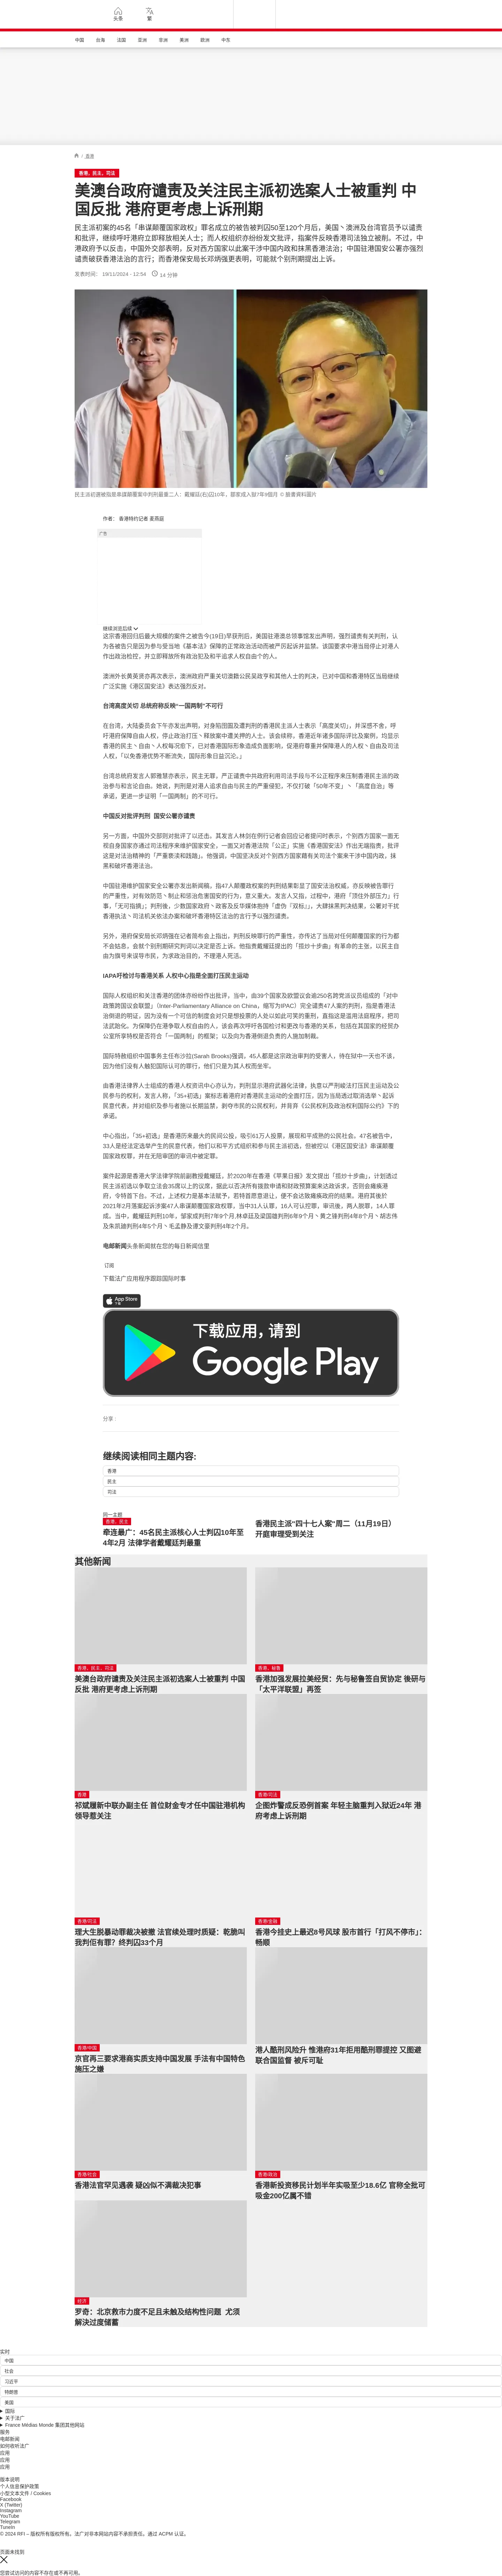 头条
繁
中国 台海 法国 亚洲 非洲 美洲 欧洲 中东
/ 香港
香港，民主，司法
美澳台政府谴责及关注民主派初选案人士被重判 中
国反批 港府更考虑上诉刑期
民主派初案的45名「串谋颠覆国家政权」罪名成立的被告被判囚50至120个月后，美国丶澳洲及台湾官员予以谴责
和批评，继续呼吁港府立即释放相关人士；而人权组织亦纷纷发文批评，指案件反映香港司法独立被削。不过，中
港政府予以反击，中国外交部表明，反对西方国家以此案干涉中国内政和抹黑香港法治；中国驻港国安公署亦强烈
谴责破获香港法治的言行；而香港保安局长邓炳强更表明，可能就个别刑期提出上诉。
发表时间： 19/11/2024 - 12:54 14 分钟
民主派初選被指是串謀顛覆案中判刑最重二人：戴耀廷(右)囚10年，鄒家成入獄7年9個月 © 臉書資料圖片
作者： 香港特约记者 麦燕庭
广告
继续浏览后续
这宗香港回归后最大规模的案件之被告今(19日)早获刑后，美国驻港澳总领事馆发出声明，强烈谴责有关判刑，认
为各被告只是因为参与受当地《基本法》保障的正常政治活动而被严厉起诉并监禁。该国要求中港当局停止对港人
作出政治检控，并立即释放所有政治犯及和平追求人权自由个的人。
澳洲外长黄英贤亦再次表示，澳洲政府严重关切澳籍公民吴政亨和其他人士的判决，已对中国和香港特区当局继续
广泛实施《港区国安法》表达强烈反对。
台湾高度关切 总统府称反映“一国两制”不可行
在台湾，大陆委员会下午亦发出声明，对身陷囹圄及遭判刑的香港民主派人士表示「高度关切」，并深感不舍，呼
吁港府保障自由人权，停止政治打压丶释放案中遭关押的人士。该会续称，香港近年诸多国际评比及案例，均显示
香港的民主丶自由丶人权每况愈下，已对香港国际形象造成负面影响，促港府尊重并保障港人的人权丶自由及司法
人权，「以免香港优势不断流失，国际形象日益沉沦。」
台湾总统府发言人郭雅慧亦表示，民主无罪，严正谴责中共政府利用司法手段与不公正程序来压制香港民主派的政
治参与和言论自由。她说，判刑是对港人追求自由与民主的严重侵犯，不仅打破「50年不变」丶「高度自治」等
承诺，更进一步证明「一国两制」的不可行。
中国反对批评判刑 国安公署亦谴责
另一方面，中国外交部则对批评了以还击，其发言人林剑在例行记者会回应记者提问时表示，个别西方国家一面无
视自身国家亦通过司法程序来维护国家安全，一面又对香港法院「公正」实施《香港国安法》作出无端指责，批评
这是对法治精神的「严重亵渎和践踏」。他强调，中国坚决反对个别西方国家藉有关司法个案来干涉中国内政，抹
黑和破坏香港法治。
中国驻港维护国家安全公署亦发出新闻稿，指47人颠覆政权案的判刑结果彰显了国安法治权威，亦反映被告罪行
的严重性，对有效防范丶制止和惩治危害国安的行为，意义重大。发言人又指，过程中，港府「顶住外部压力」行
事，「无可指摘」；判刑後，少数国家政府丶政客及反华媒体抱持「虚伪『双标』」，大肆抹黑判决结果，公署对干扰
香港执法丶司法机关依法办案和破坏香港特区法治的言行予以强烈谴责。
另外，港府保安局长邓炳强在记者简布会上指出，判刑反映罪行的严重性，亦传达了当局对任何颠覆国家的行为都
不会姑息，会就个别刑期研究判词以决定是否上诉。他指责戴耀廷提出的「揽炒十步曲」有革命的主张，以民主自
由为旗号来误导市民，为求政治目的，不理港人死活。
IAPA吁检讨与香港关系 人权中心指是全面打压民主运动
国际人权组织和关注香港的团体亦纷纷作出批评，当中，由39个国家及欧盟议会逾250名跨党派议员组成的「对中
政策跨国议会联盟」（Inter-Parliamentary Alliance on China，缩写为IPAC）完全谴责47人案的判刑，指是香港法
治倒退的明证，因为没有一个可信的制度会对只是想投票的人处以如此可笑的重刑，直指这是滥用法庭程序，把司
法武能化。为保障仍在港争取人权自由的人，该会再次呼吁各国检讨和更改与香港的关系，包括在其国家的经贸办
公室所享特权是否符合「一国两制」的框架；以及向为香港倒退负责的人施加制裁。
国际特赦组织中国事务主任布沙拉(Sarah Brooks)强调，45人都是这宗政治审判的受害人，待在狱中一天也不该，
因为他们没有人触犯国际认可的罪行，他们只是为其人权而坐牢。
由香港法律界人士组成的香港人权资讯中心亦认为，判刑显示港府武器化法律，执意以严刑峻法打压民主运动及公
民参与的权利。发言人称，「35+初选」案标志着港府对香港民主运动的全面打压，因为当局透过取消选举丶起诉
民意代表，并对组织及参与者施以长期监禁，剥夺市民的公民权利，并背弃《公民权利及政治权利国际公约》下的
承诺。
中心指出，「35+初选」是香港历来最大的民间公投，吸引61万人投票，展现和平成熟的公民社会。47名被告中，
33人是经法定选举产生的民意代表，他们以和平方式组织和参与民主派初选，但被控以《港区国安法》串谋颠覆
国家政权罪，并在无陪审团的审讯中被定罪。
案件起源是香港大学法律学院前副教授戴耀廷，於2020年在香港《苹果日报》发文提出「揽炒十步曲」，计划透过
民主派初选以争取立法会35席以上的议席，据此以否决所有拨款申请和财政预算案来达致诉求，否则会瘫痪港
府，令特首下台。不过，上述权力是基本法赋予，若特首愿意退让，便不会达致瘫痪政府的结果。港府其後於
2021年2月落案起诉涉案47人串谋颠覆国家政权罪，当中31人认罪，16人可认控罪，审讯後，两人脱罪，14人罪
成。当中，戴耀廷判刑10年，邹家成判刑7年9个月,林卓廷及梁国雄判刑6年9个月丶黄之锋判刑4年8个月丶胡志伟
及朱凯廸判刑4年5个月丶毛孟静及谭文豪判刑4年2个月。
电邮新闻头条新闻就在您的每日新闻信里
订阅
下载法广应用程序跟踪国际时事
App Store
下载
下载应用，请到
Google Play
分享 :
继续阅读相同主题内容:
香港
民主
司法
同一主题
香港，民主
牵连最广：45名民主派核心人士判囚10年至
4年2月 法律学者戴耀廷判最重
香港民主派“四十七人案”周二（11月19日）
开庭审理受到关注
其他新闻
香港，民主，司法
美澳台政府谴责及关注民主派初选案人士被重判 中国
反批 港府更考虑上诉刑期
香港，秘鲁
香港加强发展拉美经贸：先与秘鲁签自贸协定 後研与
「太平洋联盟」再签
香港
祁斌履新中联办副主任 首位财金专才任中国驻港机构
领导惹关注
香港/司法
企图炸警成反恐例首案 年轻主脑重判入狱近24年 港
府考虑上诉刑期
香港/司法
理大生脱暴动罪裁决被撤 法官续处理时质疑：乾脆叫
我判佢有罪？终判囚33个月
香港/金融
香港今挂史上最迟8号风球 股市首行「打风不停市」：
畅顺
香港/中国
京官再三要求港商实质支持中国发展 手法有中国特色
施压之嫌
港人酷刑风险升 惟港府31年拒用酷刑罪提控 又图避
联合国监督 被斥可耻
香港/社会
香港法官罕见遇袭 疑凶似不满裁决犯事
香港/政治
香港新投资移民计划半年实吸至少18.6亿 官称全批可
吸金200亿属不错
经济
罗奇：北京救市力度不足且未触及结构性问题 尤须
解决过度储蓄
实时
中国
社会
习近平
特朗普
美国
国际
关于法广
France Médias Monde 集团其他网站
服务
电邮新闻
如何收听法广
应用
应用
应用
版本说明
个人信息保护政策
小型文本文件 / Cookies
Facebook
X (Twitter)
Instagram
YouTube
Telegram
TuneIn
© 2024 RFI – 版权所有版权所有。法广对非本网站内容不承担责任。通过 ACPM 认证。
页面未找到
您尝试访问的内容不存在或不再可用。